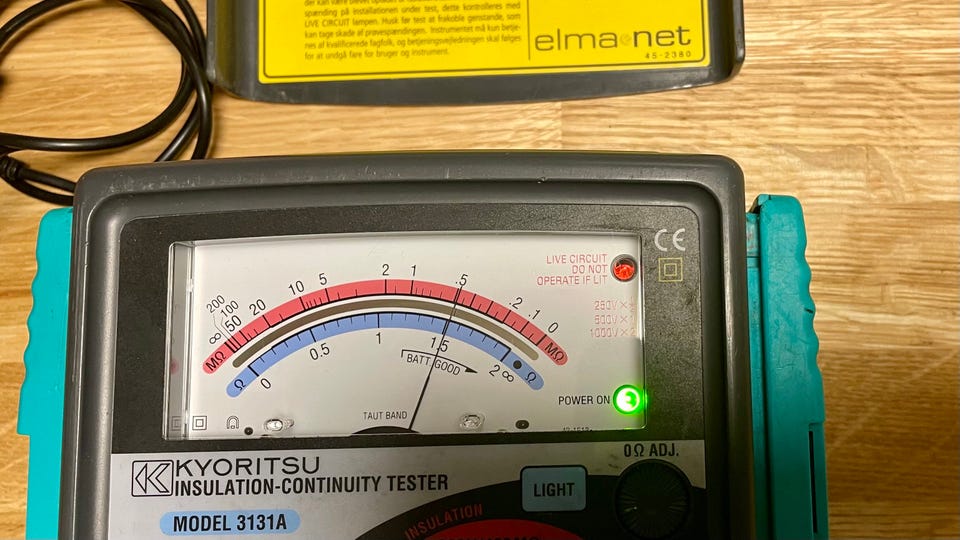 der kan være blevet opladet
spænding på installationen under test, dette kontrolleres med
LIVE CIRCUIT lampen. Husk før test at frakoble genstande, som
kan tage skade af prøvespændingen. Instrumentet må kun betje-
nes af kvalificerede fagfolk, og betjeningsvejledningen skal følges
for at undgå fare for bruger og instrument.
elma net
45-2380
CE
LIVE CIRCUIT
DO NOT
OPERATE IF LIT
250V ×
500V ×
1000V ×
∞ 200 100 50 20 10 5 2 1 .5 .2 .1 0
MΩ MΩ
Ω 0 0.5 1 1.5 2 ∞ Ω
BATT. GOOD
TAUT BAND
POWER ON
0Ω ADJ.
K KYORITSU
INSULATION-CONTINUITY TESTER
LIGHT
MODEL 3131A
INSULATION